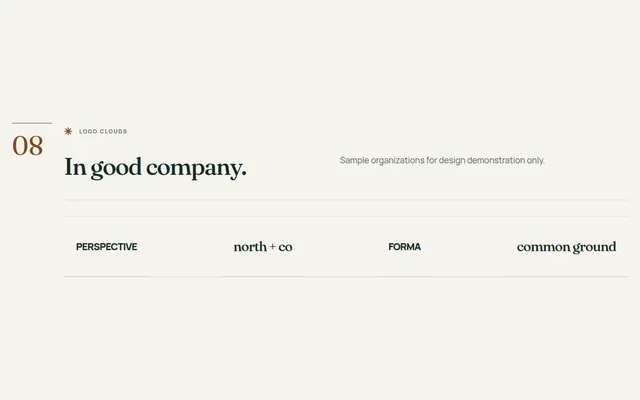 08
LOGO CLOUDS
In good company.
Sample organizations for design demonstration only.
PERSPECTIVE
north + co
FORMA
common ground